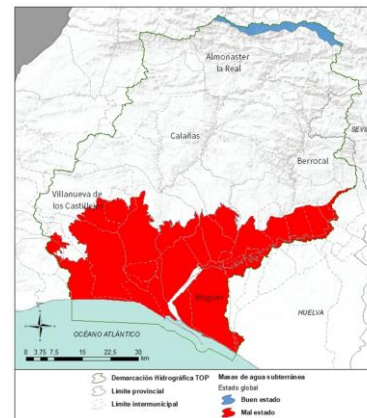 Almonaster
la Real
SEVI
Calañas
Berrocal
Villanueva de
los Castillejos
Moguer
HUELVA
OCÉANO ATLÁNTICO
0 3,75 7,5 15 22,5 30
km
Demarcación Hidrográfica TOP
Límite provincial
Límite intermunicipal
Masas de agua subterránea
Estado global
Buen estado
Mal estado